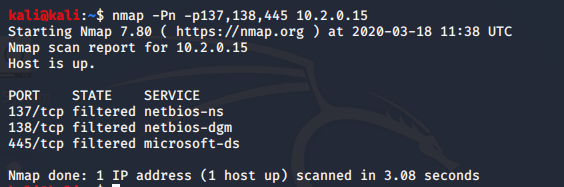 kali@kali:~$ nmap -Pn -p137,138,445 10.2.0.15
Starting Nmap 7.80 ( https://nmap.org ) at 2020-03-18 11:38 UTC
Nmap scan report for 10.2.0.15
Host is up.

PORT    STATE    SERVICE
137/tcp filtered netbios-ns
138/tcp filtered netbios-dgm
445/tcp filtered microsoft-ds

Nmap done: 1 IP address (1 host up) scanned in 3.08 seconds